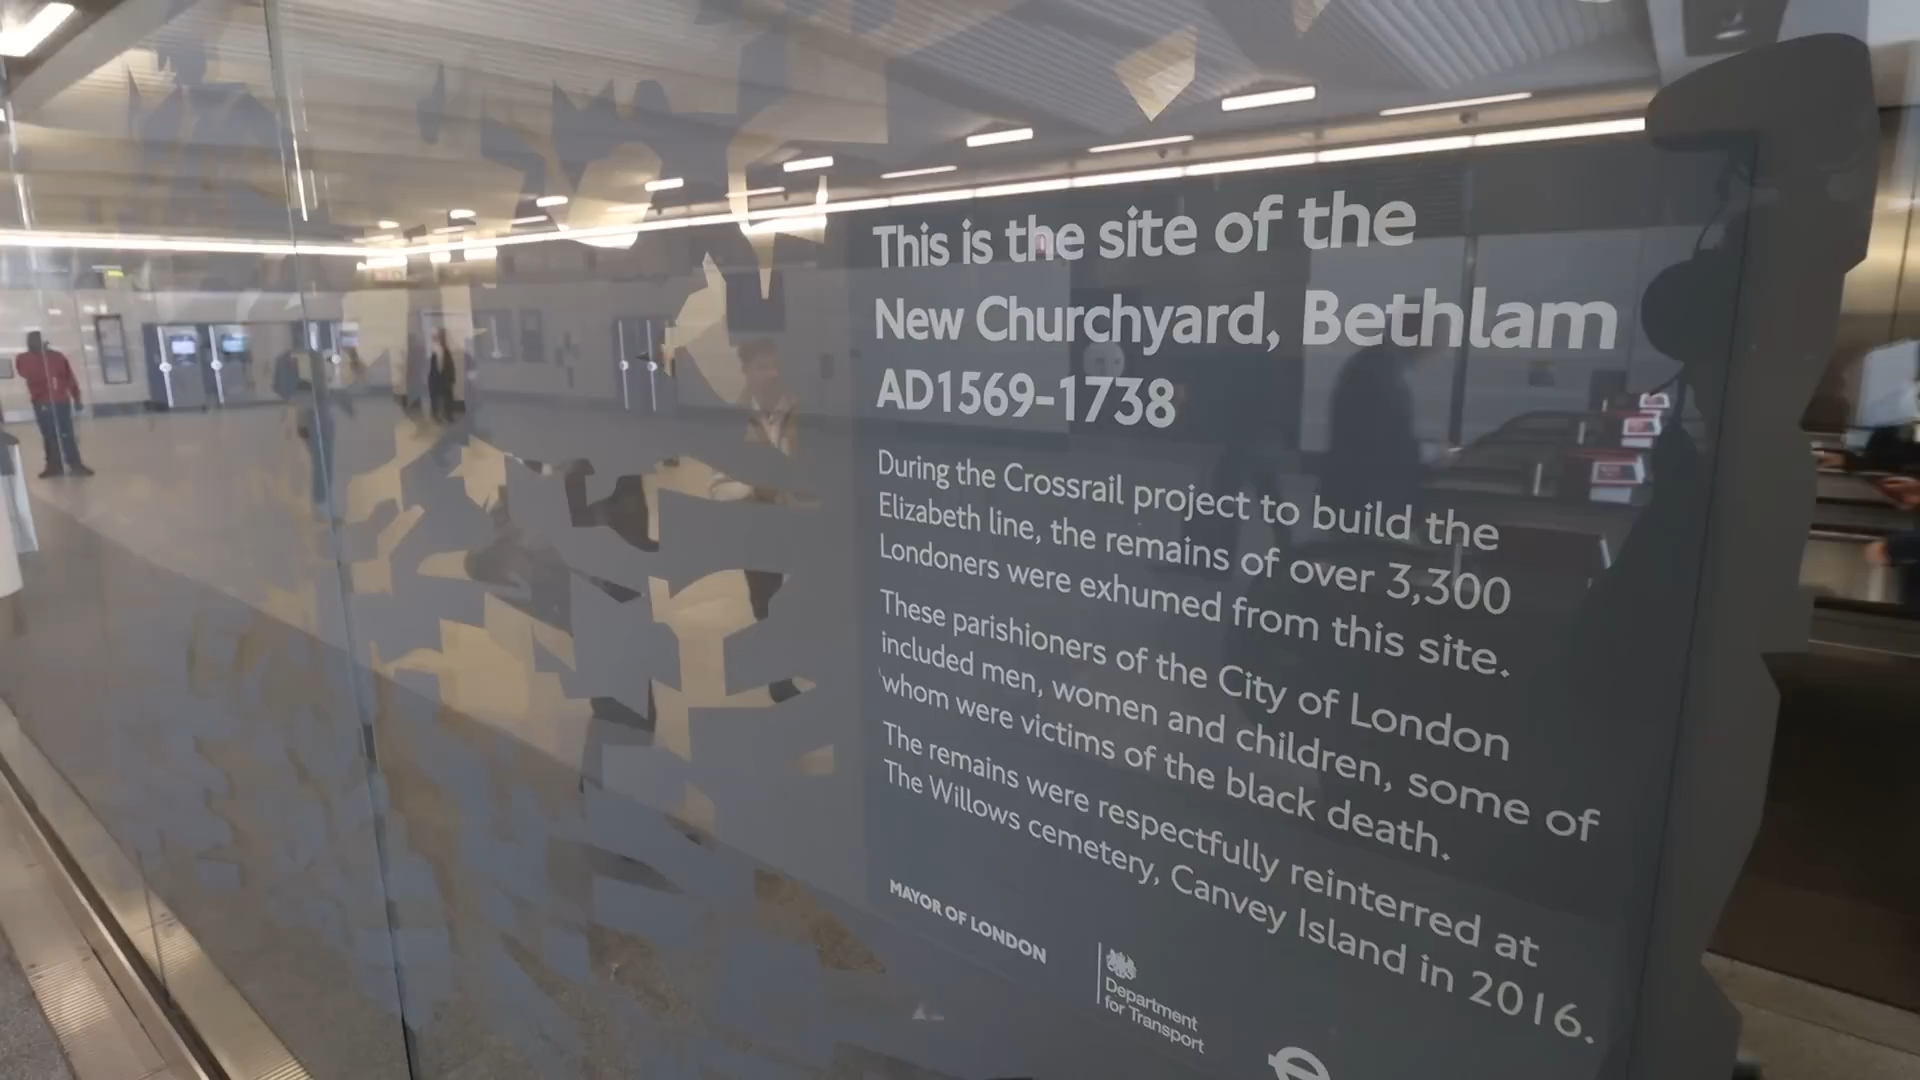 This is the site of the
New Churchyard, Bethlam
AD1569-1738
During the Crossrail project to build the
Elizabeth line, the remains of over 3,300
Londoners were exhumed from this site.
These parishioners of the City of London
included men, women and children, some of
whom were victims of the black death.
The remains were respectfully reinterred at
The Willows cemetery, Canvey Island in 2016.
MAYOR OF LONDON
Department
for Transport